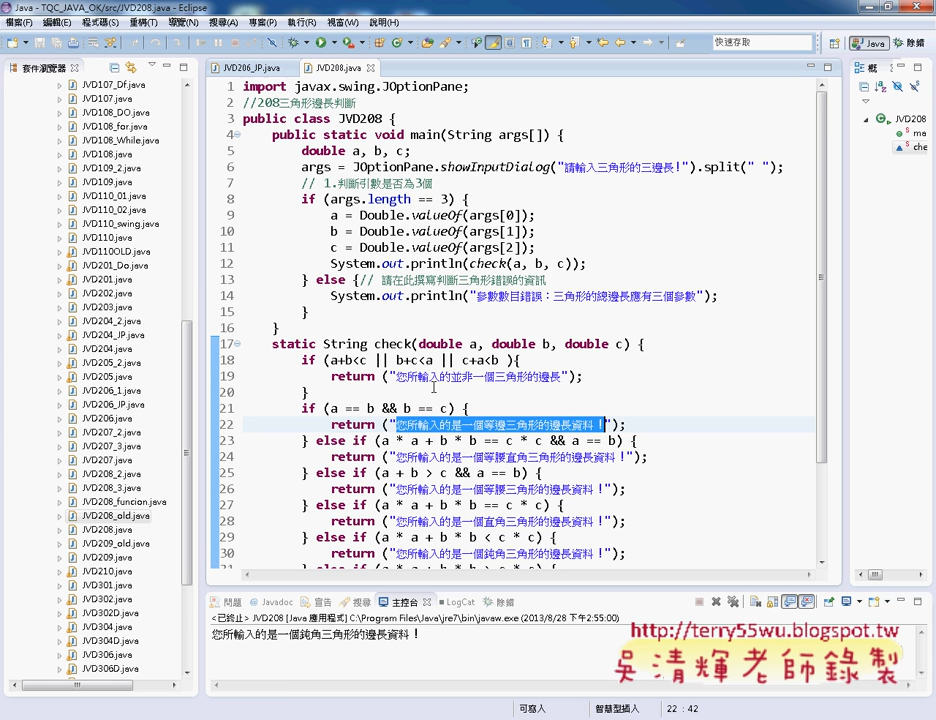 Java - TQC_JAVA_OK/src/JVD208.java - Eclipse
檔案(F) 編輯(E) 程式碼(S) 重構(T) 導覽(N) 搜尋(A) 專案(P) 執行(R) 視窗(W) 說明(H)
快速存取
Java
除錯
套件瀏覽器
JVD107_Df.java
JVD107.java
JVD108_DO.java
JVD108_for.java
JVD108_While.java
JVD108.java
JVD109_2.java
JVD109.java
JVD110_01.java
JVD110_02.java
JVD110_swing.java
JVD110.java
JVD110OLD.java
JVD201_Do.java
JVD201.java
JVD202.java
JVD203.java
JVD204_2.java
JVD204_JP.java
JVD204.java
JVD205_2.java
JVD205.java
JVD206_1.java
JVD206_JP.java
JVD206.java
JVD207_2.java
JVD207_3.java
JVD207.java
JVD208_2.java
JVD208_3.java
JVD208_funcion.java
JVD208_old.java
JVD208.java
JVD209_old.java
JVD209.java
JVD210.java
JVD301.java
JVD302.java
JVD302D.java
JVD304.java
JVD304D.java
JVD306.java
JVD306D.java
JVD206_JP.java
JVD208.java
1 import javax.swing.JOptionPane;
2 //208三角形邊長判斷
3 public class JVD208 {
4 public static void main(String args[]) {
5 double a, b, c;
6 args = JOptionPane.showInputDialog("請輸入三角形的三邊長!").split(" ");
7 // 1.判斷引數是否為3個
8 if (args.length == 3) {
9 a = Double.valueOf(args[0]);
10 b = Double.valueOf(args[1]);
11 c = Double.valueOf(args[2]);
12 System.out.println(check(a, b, c));
13 } else {// 請在此撰寫判斷三角形錯誤的資訊
14 System.out.println("參數數目錯誤：三角形的總邊長應有三個參數");
15 }
16 }
17 static String check(double a, double b, double c) {
18 if (a+b<c || b+c<a || c+a<b ){
19 return ("您所輸入的並非一個三角形的邊長");
20 }
21 if (a == b && b == c) {
22 return ("您所輸入的是一個等邊三角形的邊長資料！");
23 } else if (a * a + b * b == c * c && a == b) {
24 return ("您所輸入的是一個等腰直角三角形的邊長資料！");
25 } else if (a + b > c && a == b) {
26 return ("您所輸入的是一個等腰三角形的邊長資料！");
27 } else if (a * a + b * b == c * c) {
28 return ("您所輸入的是一個直角三角形的邊長資料！");
29 } else if (a * a + b * b < c * c) {
30 return ("您所輸入的是一個鈍角三角形的邊長資料！");
概
JVD208
ma
che
問題 Javadoc 宣告 搜尋 主控台 LogCat 除錯
<已終止> JVD208 [Java 應用程式] C:\Program Files\Java\jre7\bin\javaw.exe (2013/8/28 下午2:55:00)
您所輸入的是一個鈍角三角形的邊長資料！
http://terry55wu.blogspot.tw
吳清輝老師錄製
可寫入
智慧型插入
22 : 42